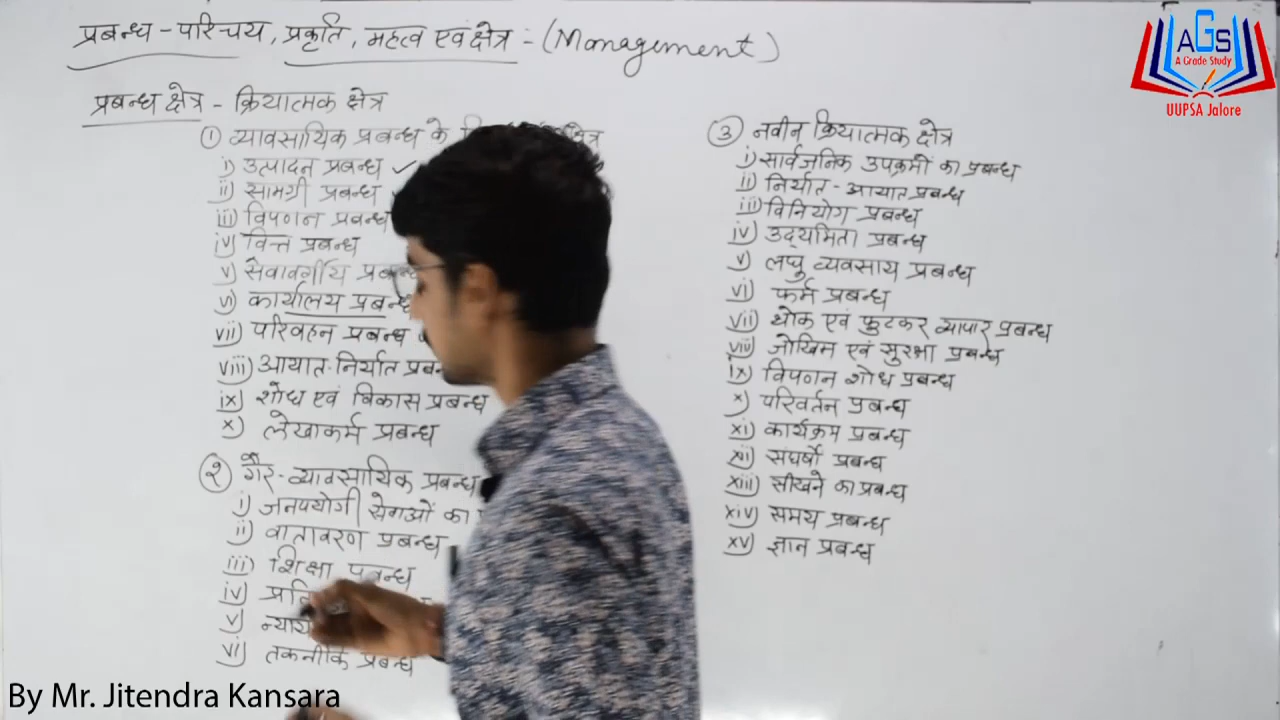 प्रबन्ध - परिचय, प्रकृति, महत्व एवं क्षेत्र :- (Management)
AGS
A Grade Study
UUPSA Jalore
प्रबन्ध क्षेत्र - क्रियात्मक क्षेत्र
① व्यावसायिक प्रबन्ध के
i) उत्पादन प्रबन्ध ✓
ii) सामग्री प्रबन्ध
iii) विपणन प्रबन्ध
iv) वित्त प्रबन्ध
v) सेवीवर्गीय प्रबन्ध
vi) कार्यालय प्रबन्ध
vii) परिवहन प्रबन्ध
viii) आयात-निर्यात
ix) शोध एवं विकास प्रबन्ध
x) लेखाकर्म प्रबन्ध
② गैर-व्यावसायिक प्रबन्ध
i) जनपयोगी सेवाओं का
ii) वातावरण प्रबन्ध
iii) शिक्षा प्रबन्ध
iv)
v)
vi) तकनीकि प्रबन्ध
③ नवीन क्रियात्मक क्षेत्र
i) सार्वजनिक उपक्रमों का प्रबन्ध
ii) निर्यात - आयात प्रबन्ध
iii) विनियोग प्रबन्ध
iv) उद्यमिता प्रबन्ध
v) लघु व्यवसाय प्रबन्ध
vi) फर्म प्रबन्ध
vii) थोक एवं फुटकर व्यापार प्रबन्ध
viii) जोखिम एवं सुरक्षा प्रबन्ध
ix) विपणन शोध प्रबन्ध
x) परिवर्तन प्रबन्ध
xi) कार्यक्रम प्रबन्ध
xii) संघर्षो प्रबन्ध
xiii) सीखने का प्रबन्ध
xiv) समय प्रबन्ध
xv) ज्ञान प्रबन्ध
By Mr. Jitendra Kansara